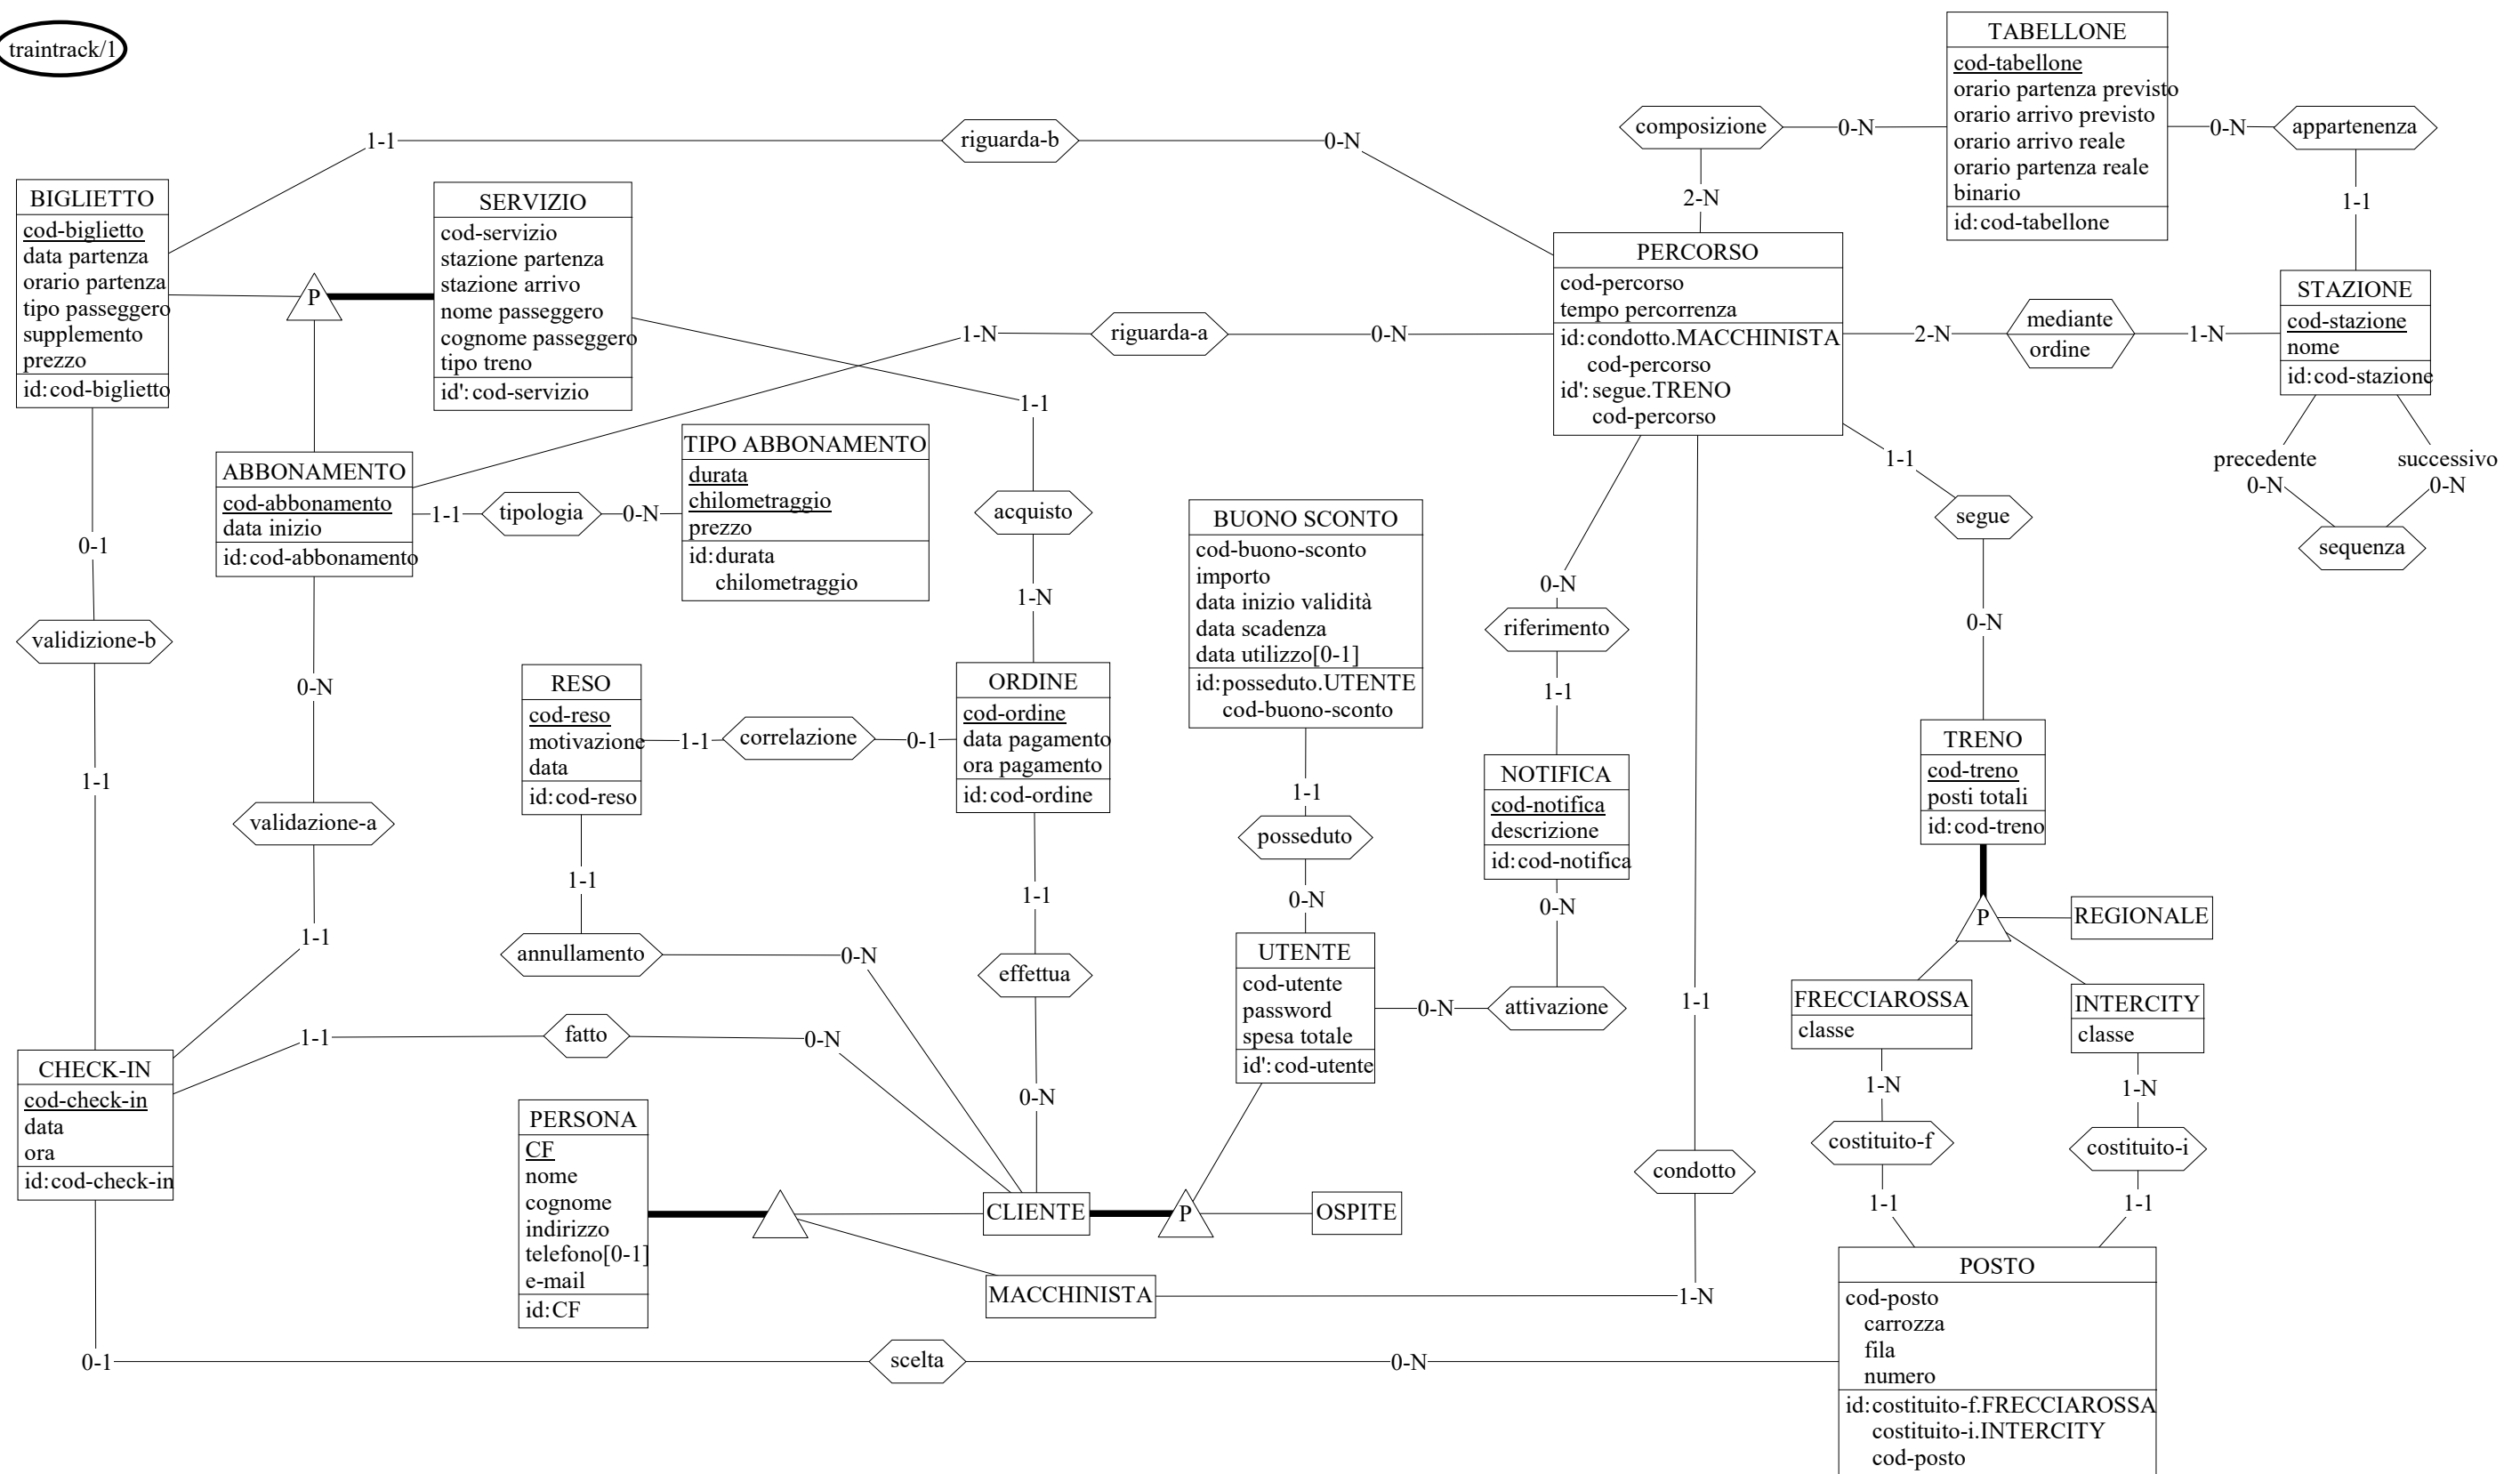 traintrack/1
TABELLONE
cod-tabellone
orario partenza previsto
orario arrivo previsto
orario arrivo reale
orario partenza reale
binario
id:cod-tabellone
composizione
0-N
0-N
appartenenza
1-1
riguarda-b
0-N
2-N
1-1
BIGLIETTO
cod-biglietto
data partenza
orario partenza
tipo passeggero
supplemento
prezzo
id:cod-biglietto
P
SERVIZIO
cod-servizio
stazione partenza
stazione arrivo
nome passeggero
cognome passeggero
tipo treno
id':cod-servizio
PERCORSO
cod-percorso
tempo percorrenza
id:condotto.MACCHINISTA
cod-percorso
id':segue.TRENO
cod-percorso
STAZIONE
cod-stazione
nome
id:cod-stazione
1-N
riguarda-a
0-N
2-N
mediante
ordine
1-N
1-1
ABBONAMENTO
cod-abbonamento
data inizio
id:cod-abbonamento
1-1
tipologia
0-N
TIPO ABBONAMENTO
durata
chilometraggio
prezzo
id:durata
chilometraggio
acquisto
1-N
BUONO SCONTO
cod-buono-sconto
importo
data inizio validità
data scadenza
data utilizzo[0-1]
id:posseduto.UTENTE
cod-buono-sconto
1-1
segue
0-N
precedente
0-N
successivo
0-N
sequenza
0-1
validizione-b
1-1
0-N
validazione-a
1-1
0-N
riferimento
1-1
RESO
cod-reso
motivazione
data
id:cod-reso
1-1
correlazione
0-1
ORDINE
cod-ordine
data pagamento
ora pagamento
id:cod-ordine
1-1
posseduto
0-N
NOTIFICA
cod-notifica
descrizione
id:cod-notifica
0-N
TRENO
cod-treno
posti totali
id:cod-treno
P
REGIONALE
1-1
annullamento
0-N
1-1
effettua
0-N
UTENTE
cod-utente
password
spesa totale
id':cod-utente
0-N
attivazione
1-1
FRECCIAROSSA
classe
INTERCITY
classe
1-1
fatto
0-N
CHECK-IN
cod-check-in
data
ora
id:cod-check-in
PERSONA
CF
nome
cognome
indirizzo
telefono[0-1]
e-mail
id:CF
CLIENTE
P
OSPITE
MACCHINISTA
condotto
1-N
1-N
costituito-f
1-1
1-N
costituito-i
1-1
POSTO
cod-posto
carrozza
fila
numero
id:costituito-f.FRECCIAROSSA
costituito-i.INTERCITY
cod-posto
0-1
scelta
0-N